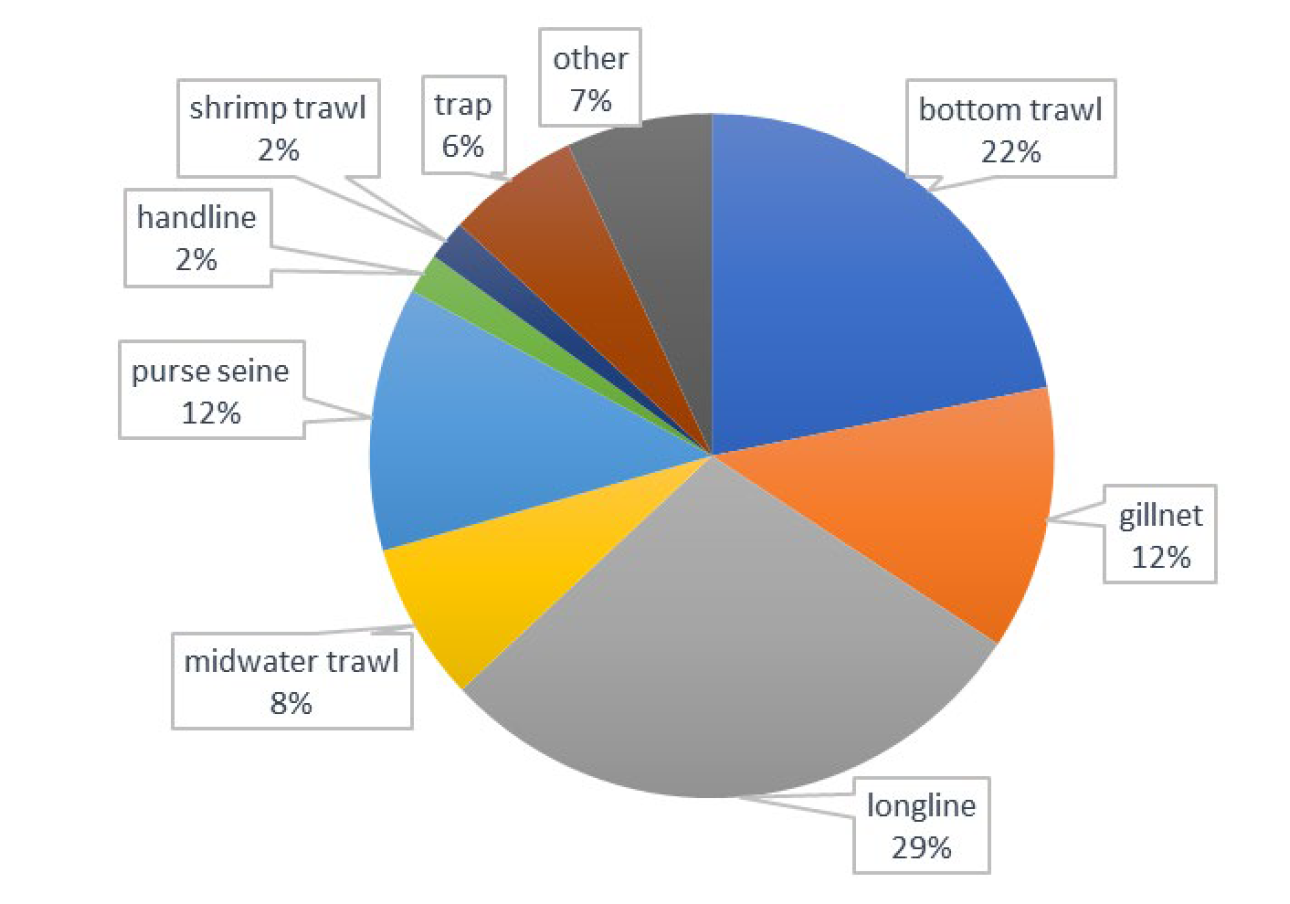 other
7%
shrimp trawl
2%
trap
6%
bottom trawl
22%
handline
2%
purse seine
12%
gillnet
12%
midwater trawl
8%
longline
29%